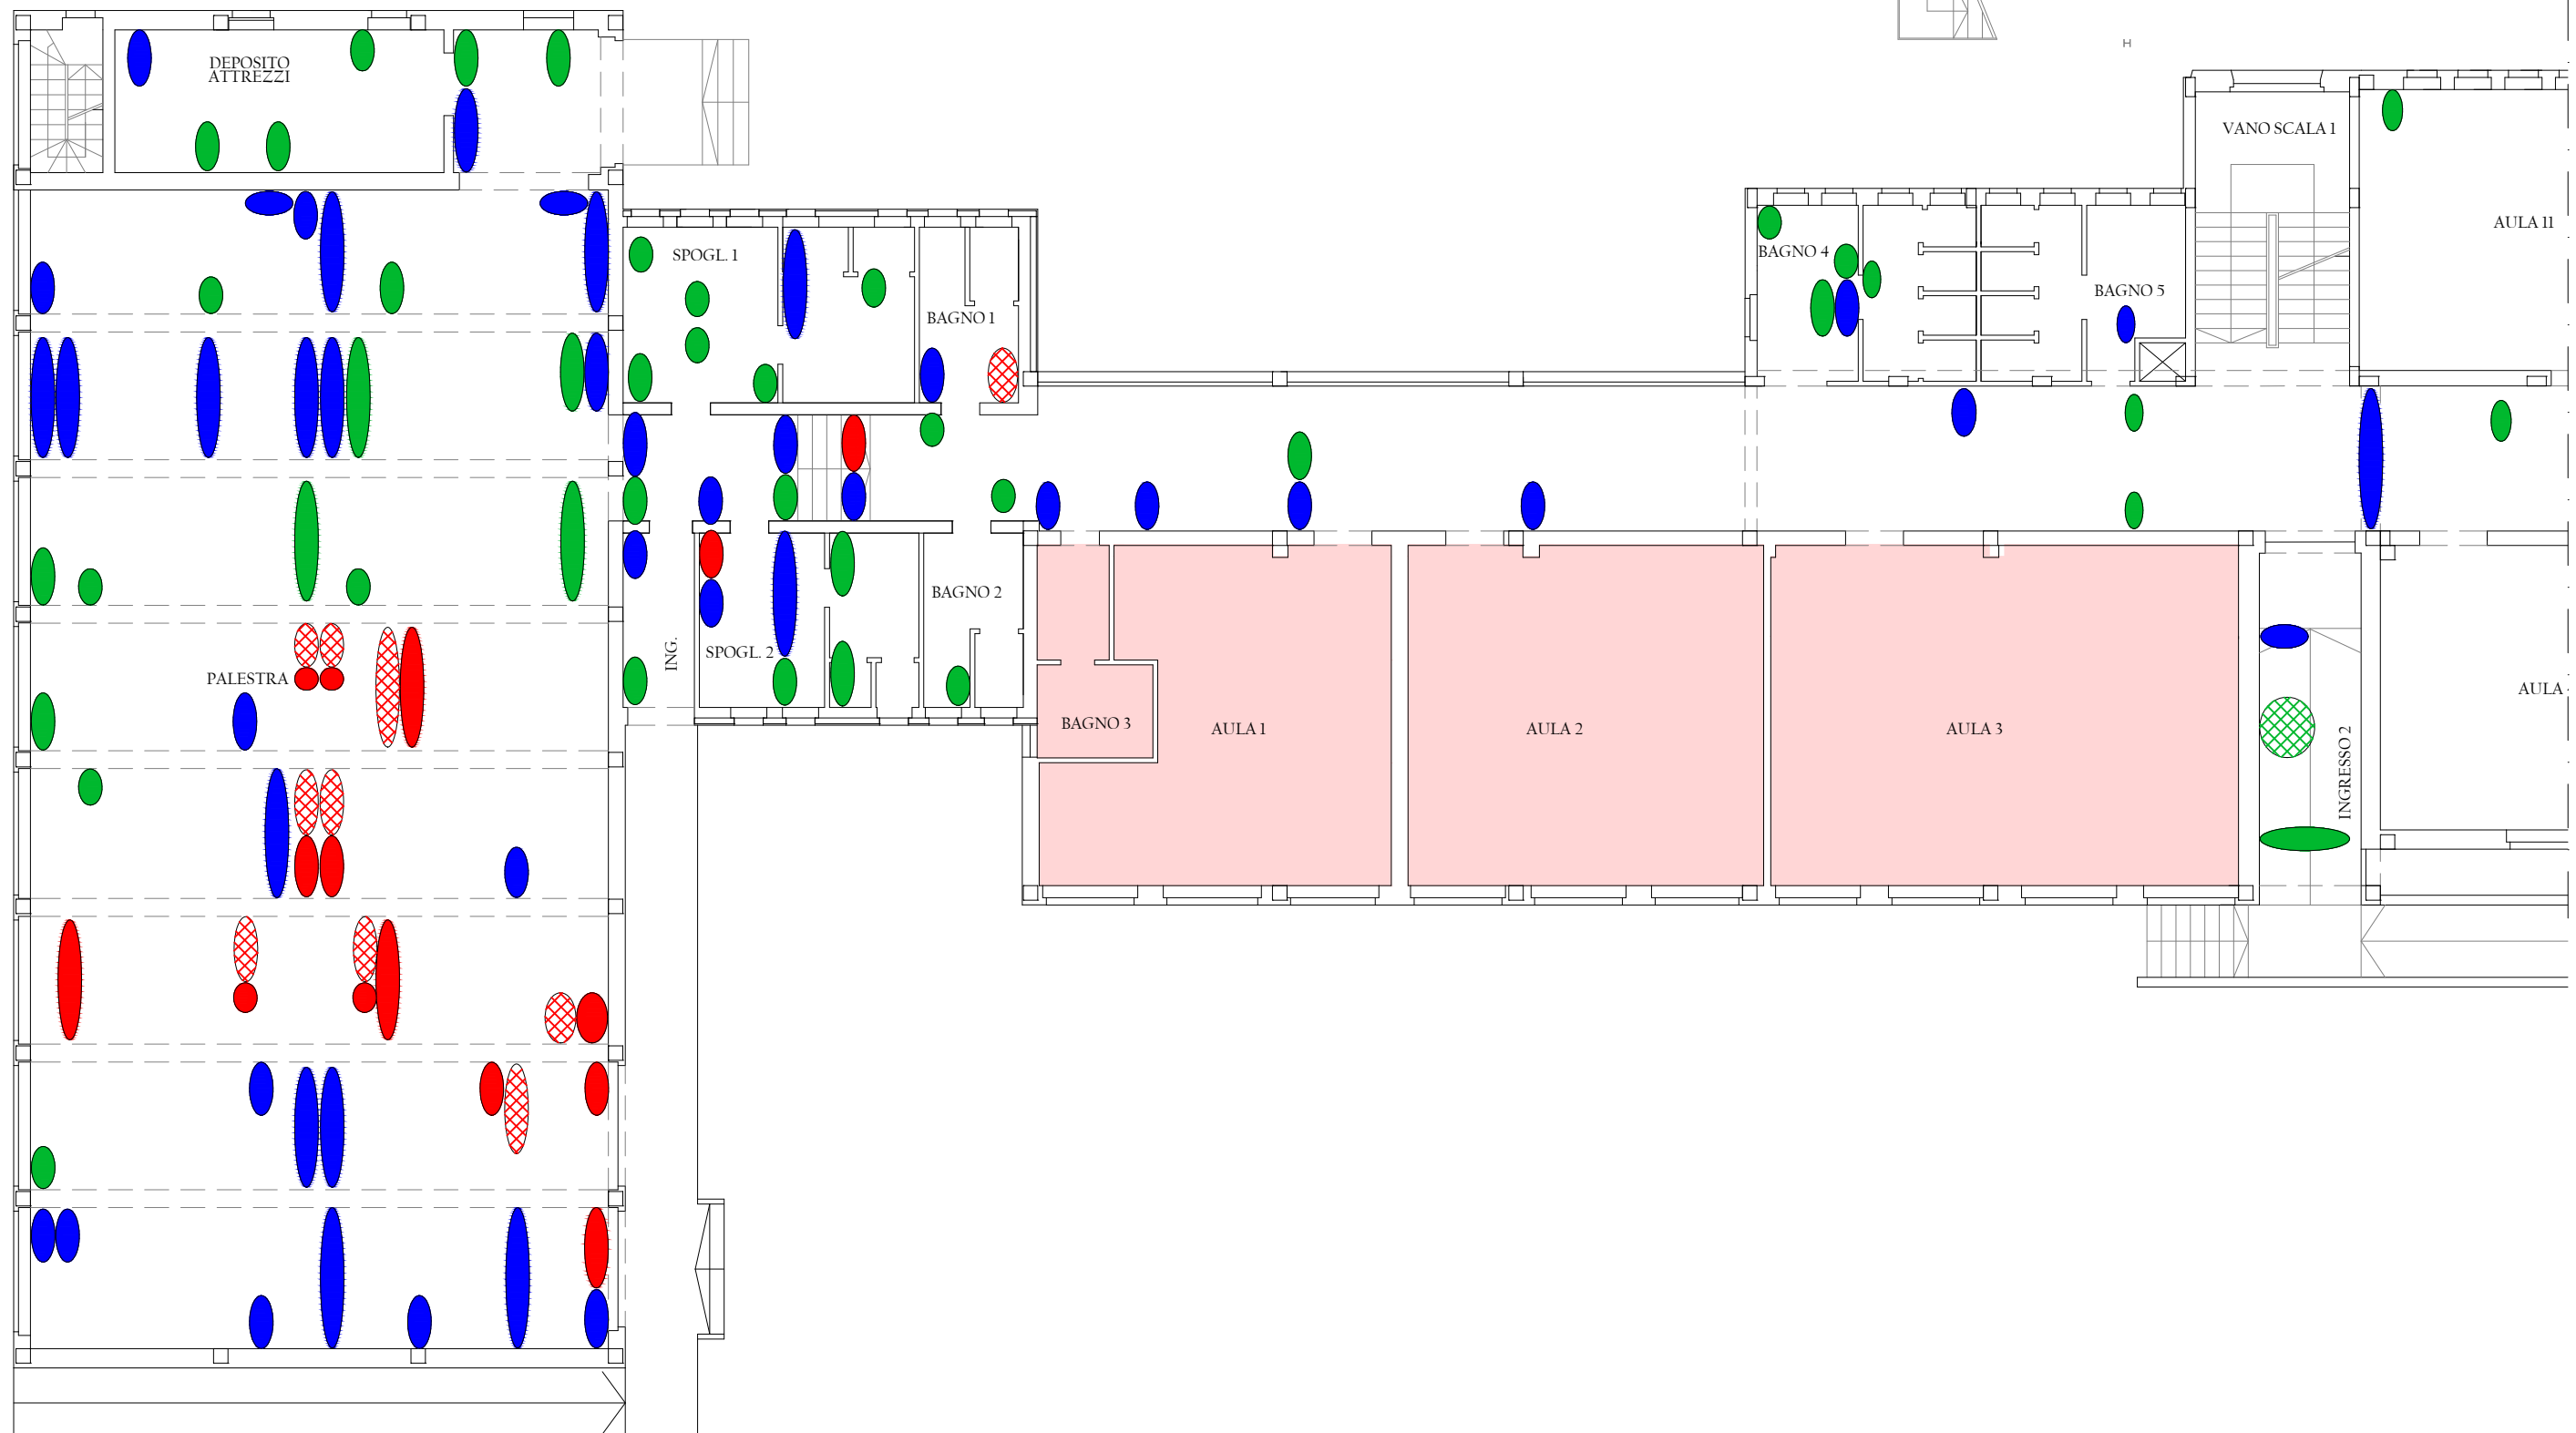 H
DEPOSITO
ATTREZZI
VANO SCALA 1
AULA 11
SPOGL. 1
BAGNO 4
BAGNO 5
BAGNO 1
BAGNO 2
ING.
SPOGL. 2
PALESTRA
AULA
BAGNO 3
AULA 1
AULA 2
AULA 3
INGRESSO 2